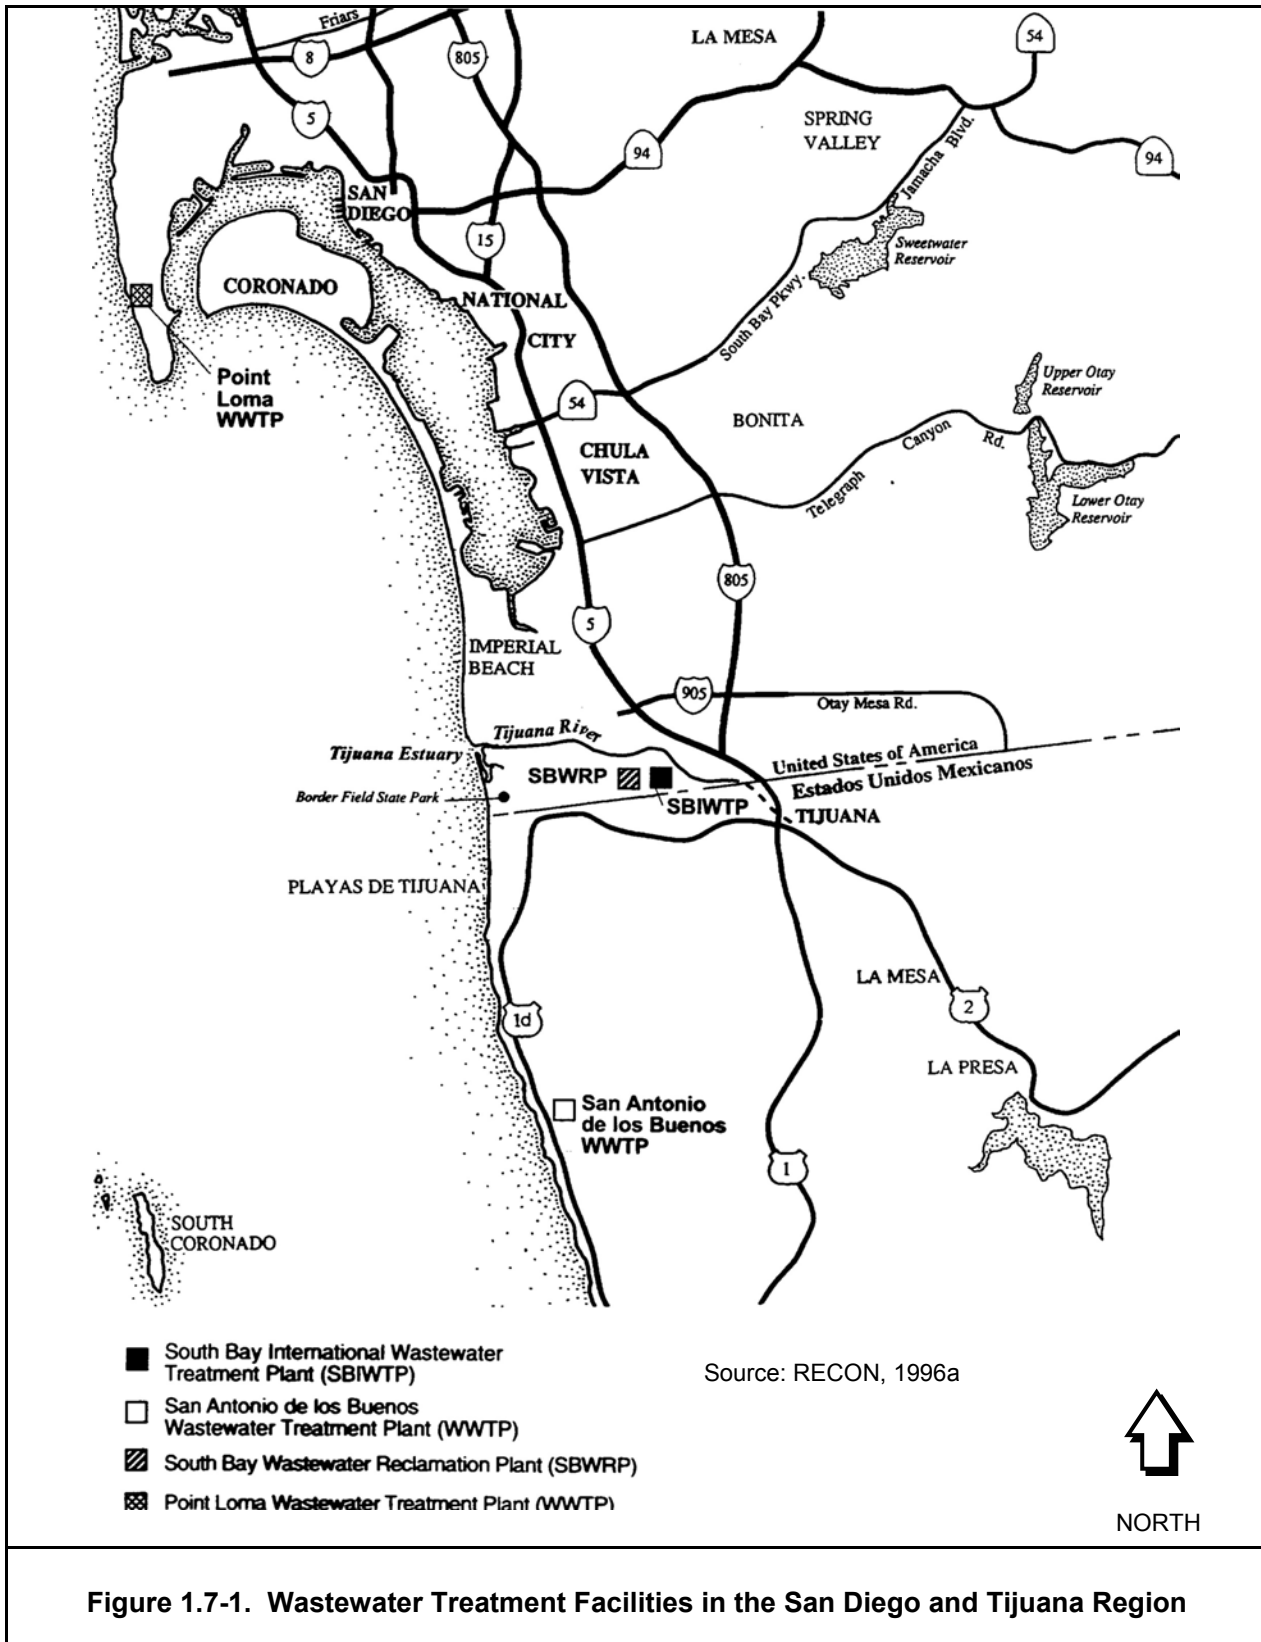 Friars
8
805
5
LA MESA
54
SPRING
VALLEY
94
Jamacha Blvd.
94
SAN
DIEGO
15
Sweetwater
Reservoir
CORONADO
NATIONAL
CITY
South Bay Pkwy.
Point
Loma
WWTP
54
Upper Otay
Reservoir
BONITA
CHULA
VISTA
Telegraph Canyon Rd.
Lower Otay
Reservoir
805
5
IMPERIAL
BEACH
905
Otay Mesa Rd.
Tijuana River
Tijuana Estuary
United States of America
Estados Unidos Mexicanos
SBWRP
SBIWTP
Border Field State Park
TIJUANA
PLAYAS DE TIJUANA
LA MESA
2
1d
LA PRESA
San Antonio
de los Buenos
WWTP
1
SOUTH
CORONADO
South Bay International Wastewater
Treatment Plant (SBIWTP)
San Antonio de los Buenos
Wastewater Treatment Plant (WWTP)
South Bay Wastewater Reclamation Plant (SBWRP)
Point Loma Wastewater Treatment Plant (WWTP)
Source: RECON, 1996a
NORTH
Figure 1.7-1. Wastewater Treatment Facilities in the San Diego and Tijuana Region